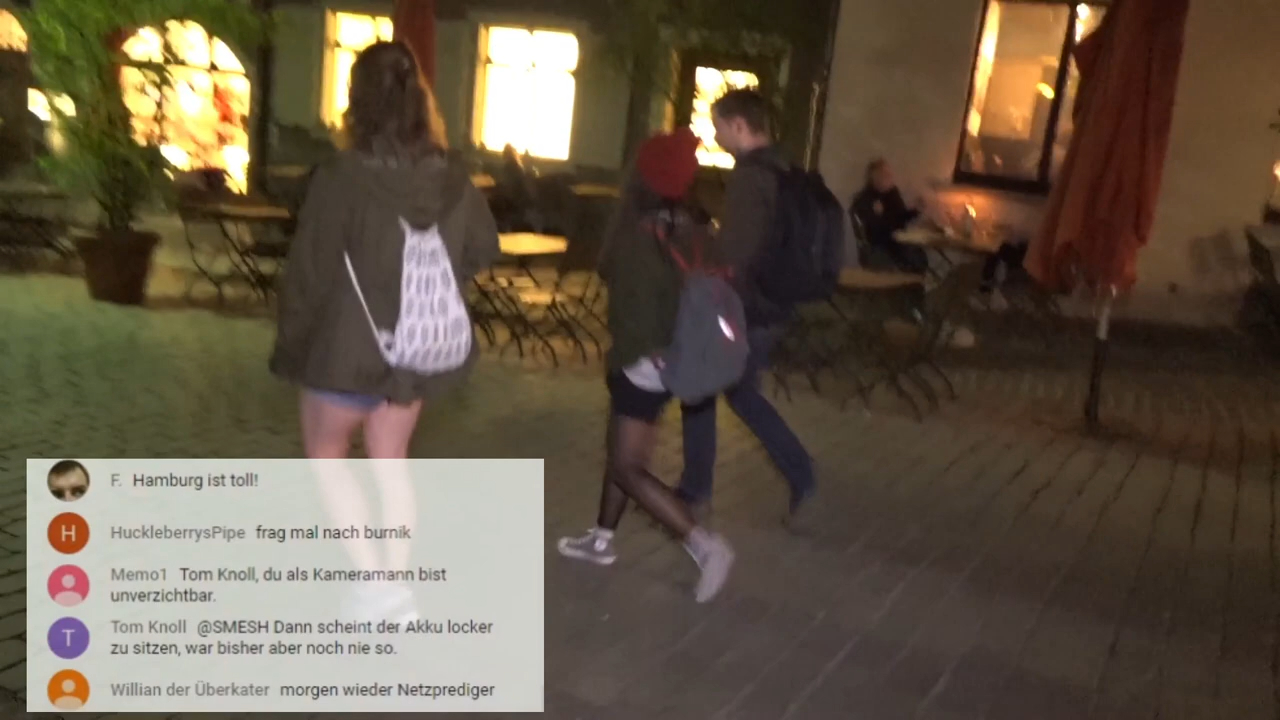 F. Hamburg ist toll!
H
HuckleberrysPipe frag mal nach burnik
Memo1 Tom Knoll, du als Kameramann bist
unverzichtbar.
T
Tom Knoll @SMESH Dann scheint der Akku locker
zu sitzen, war bisher aber noch nie so.
Willian der Überkater morgen wieder Netzprediger